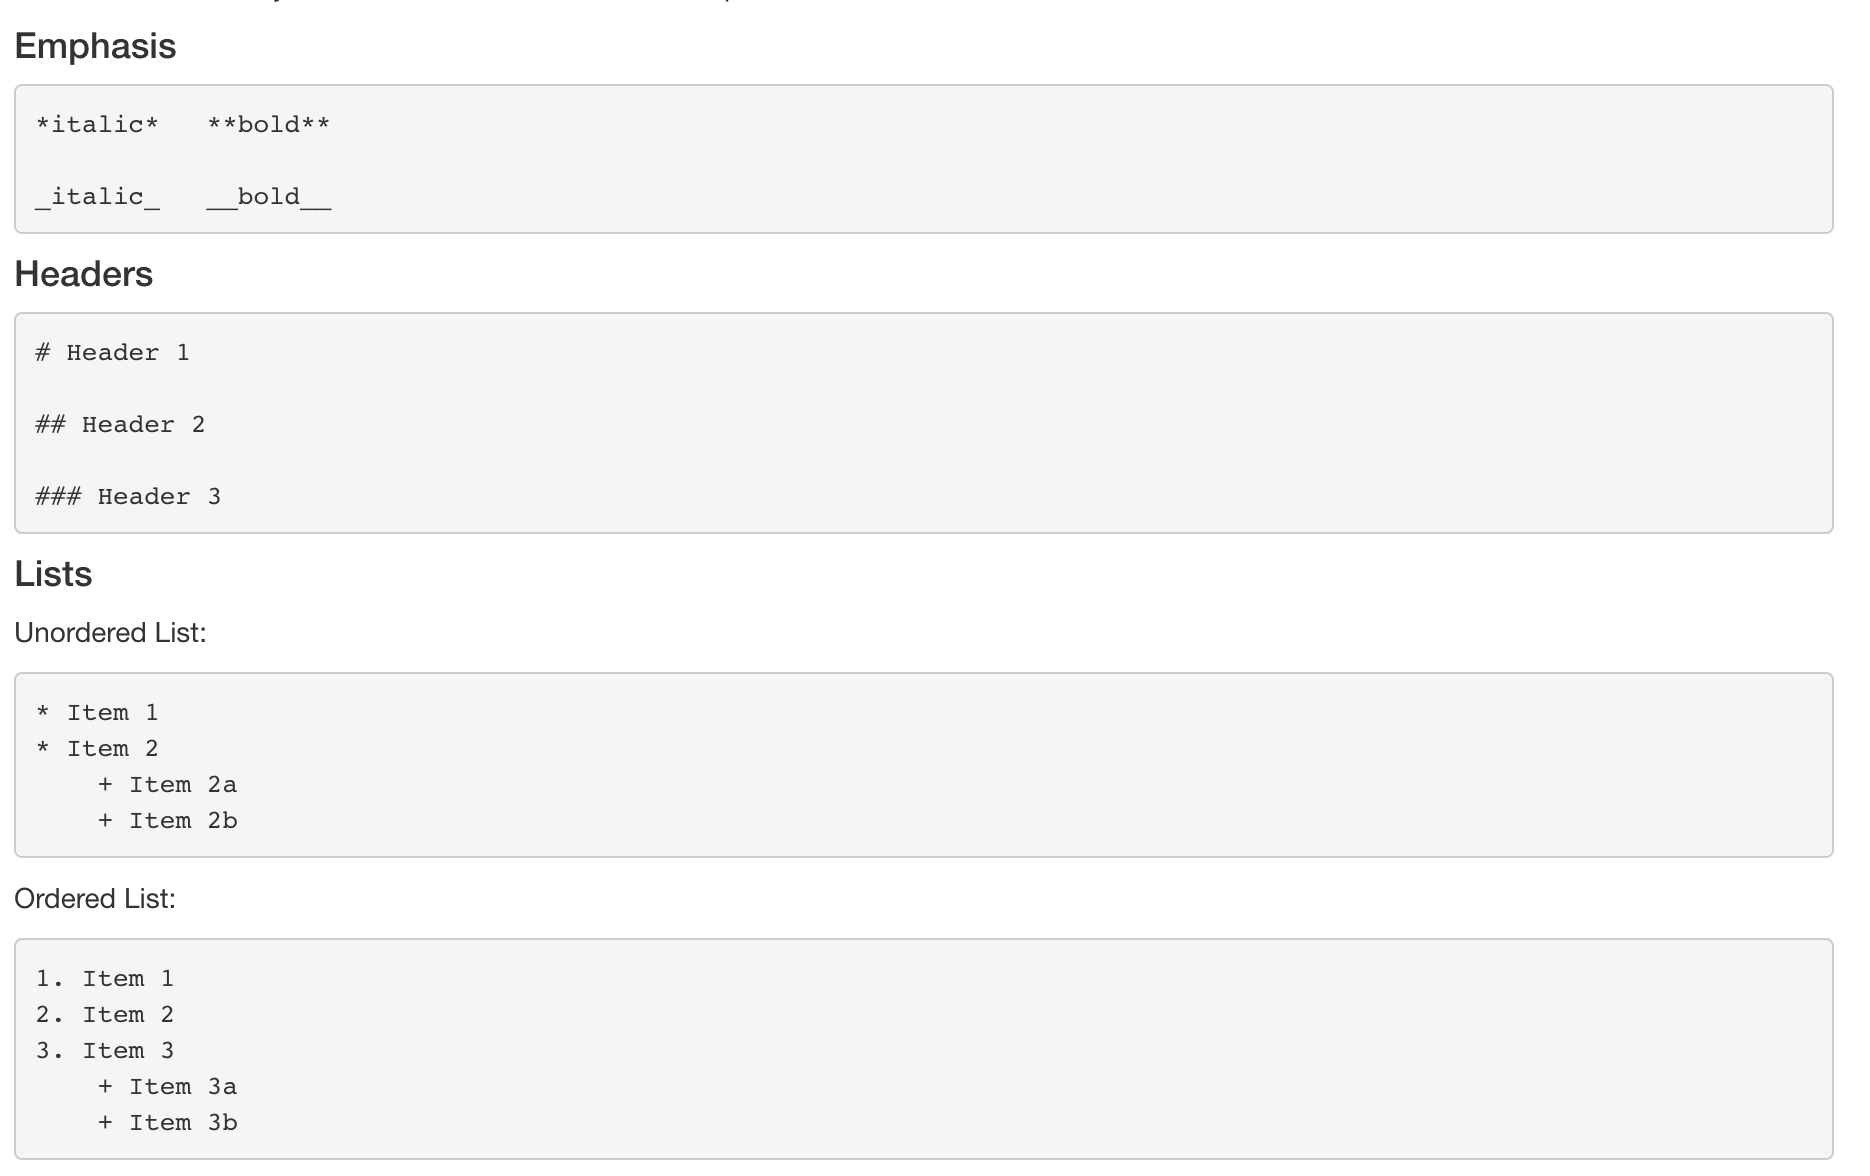 Emphasis
*italic*   **bold**
_italic_   __bold__
Headers
# Header 1
## Header 2
### Header 3
Lists
Unordered List:
* Item 1
* Item 2
    + Item 2a
    + Item 2b
Ordered List:
1. Item 1
2. Item 2
3. Item 3
    + Item 3a
    + Item 3b